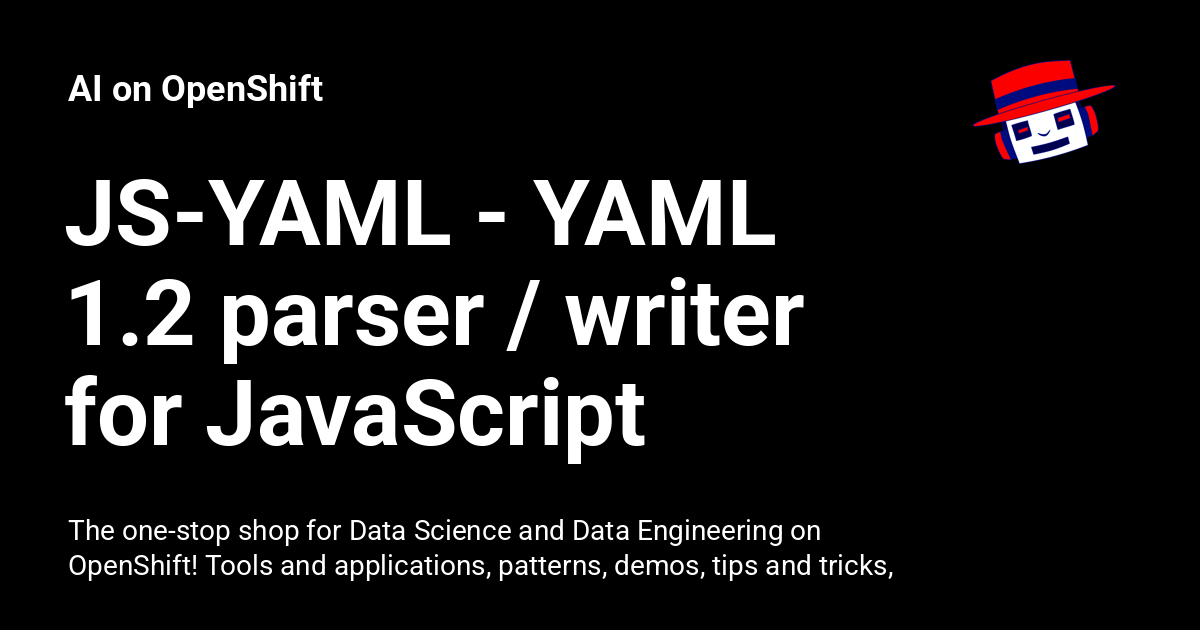 AI on OpenShift
JS-YAML - YAML
1.2 parser / writer
for JavaScript
The one-stop shop for Data Science and Data Engineering on
OpenShift! Tools and applications, patterns, demos, tips and tricks,